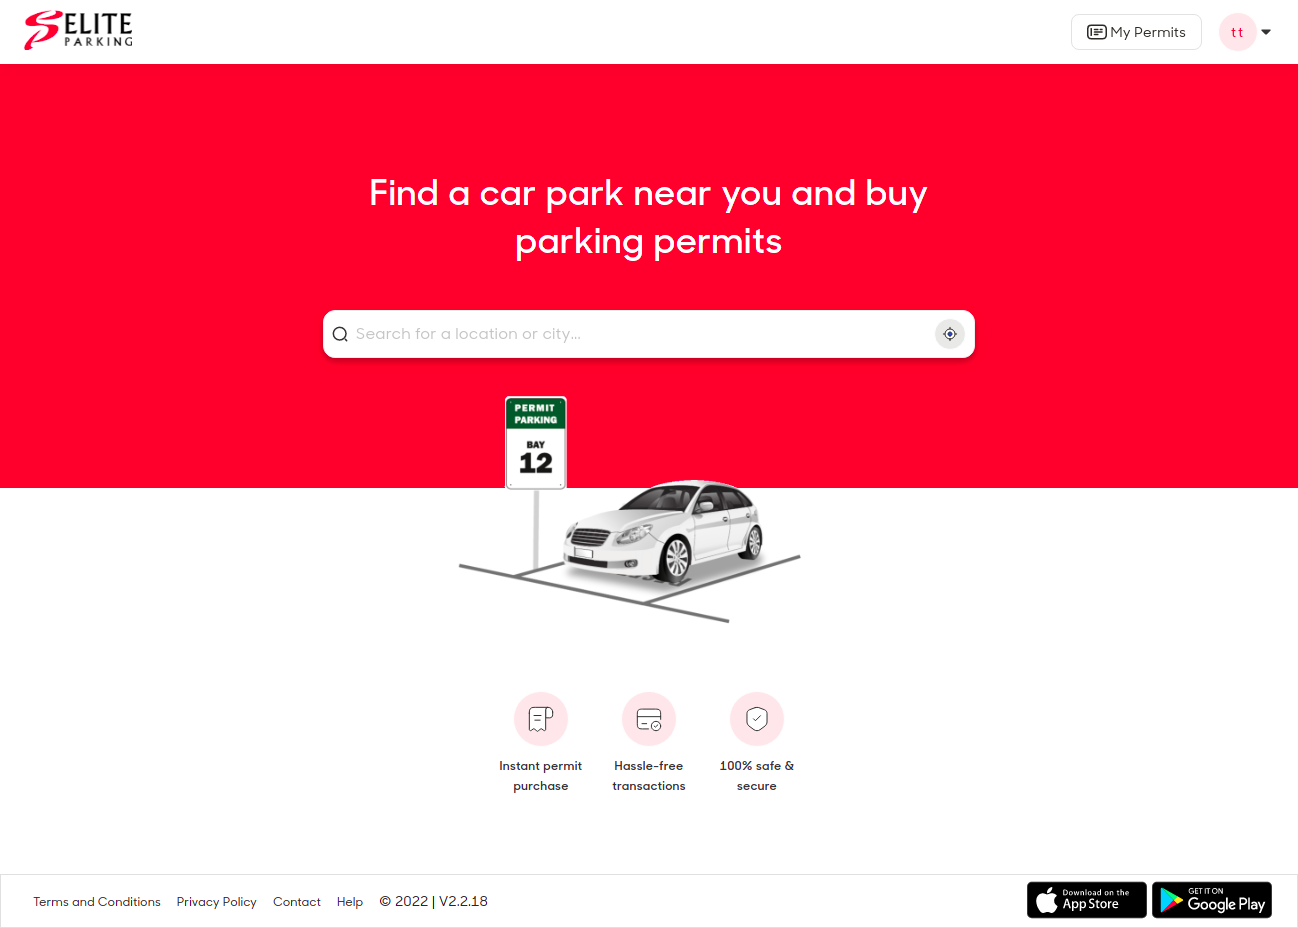 ELITE
PARKING
My Permits
tt
Find a car park near you and buy
parking permits
Search for a location or city...
PERMIT
PARKING
BAY
12
Instant permit
purchase
Hassle-free
transactions
100% safe &
secure
Terms and Conditions Privacy Policy Contact Help © 2022 | V2.2.18
Download on the
App Store
GET IT ON
Google Play